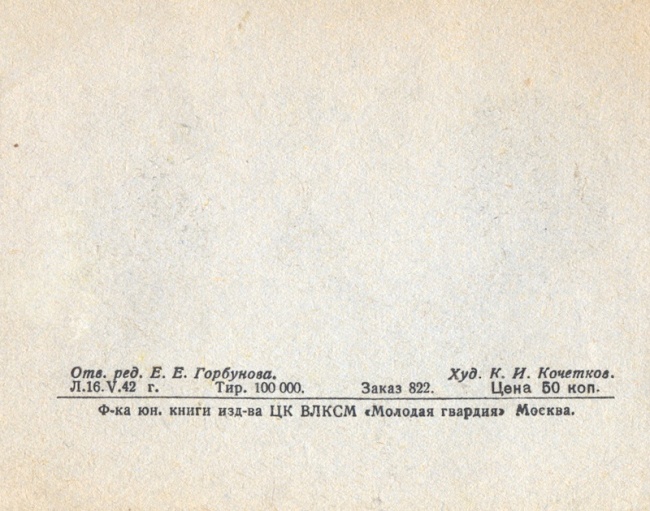 Отв. ред. Е. Е. Горбунова. Худ. К. И. Кочетков.
Л.16.V.42 г. Тир. 100 000. Заказ 822. Цена 50 коп.
Ф-ка юн. книги изд-ва ЦК ВЛКСМ «Молодая гвардия» Москва.